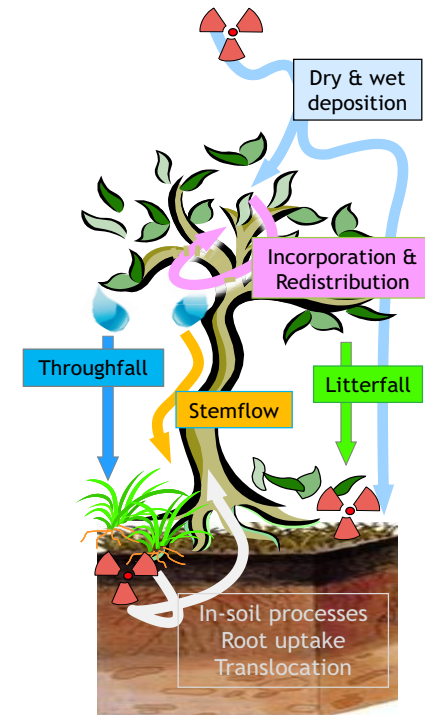 Dry & wet
deposition
Incorporation &
Redistribution
Throughfall
Litterfall
Stemflow
In-soil processes
Root uptake
Translocation